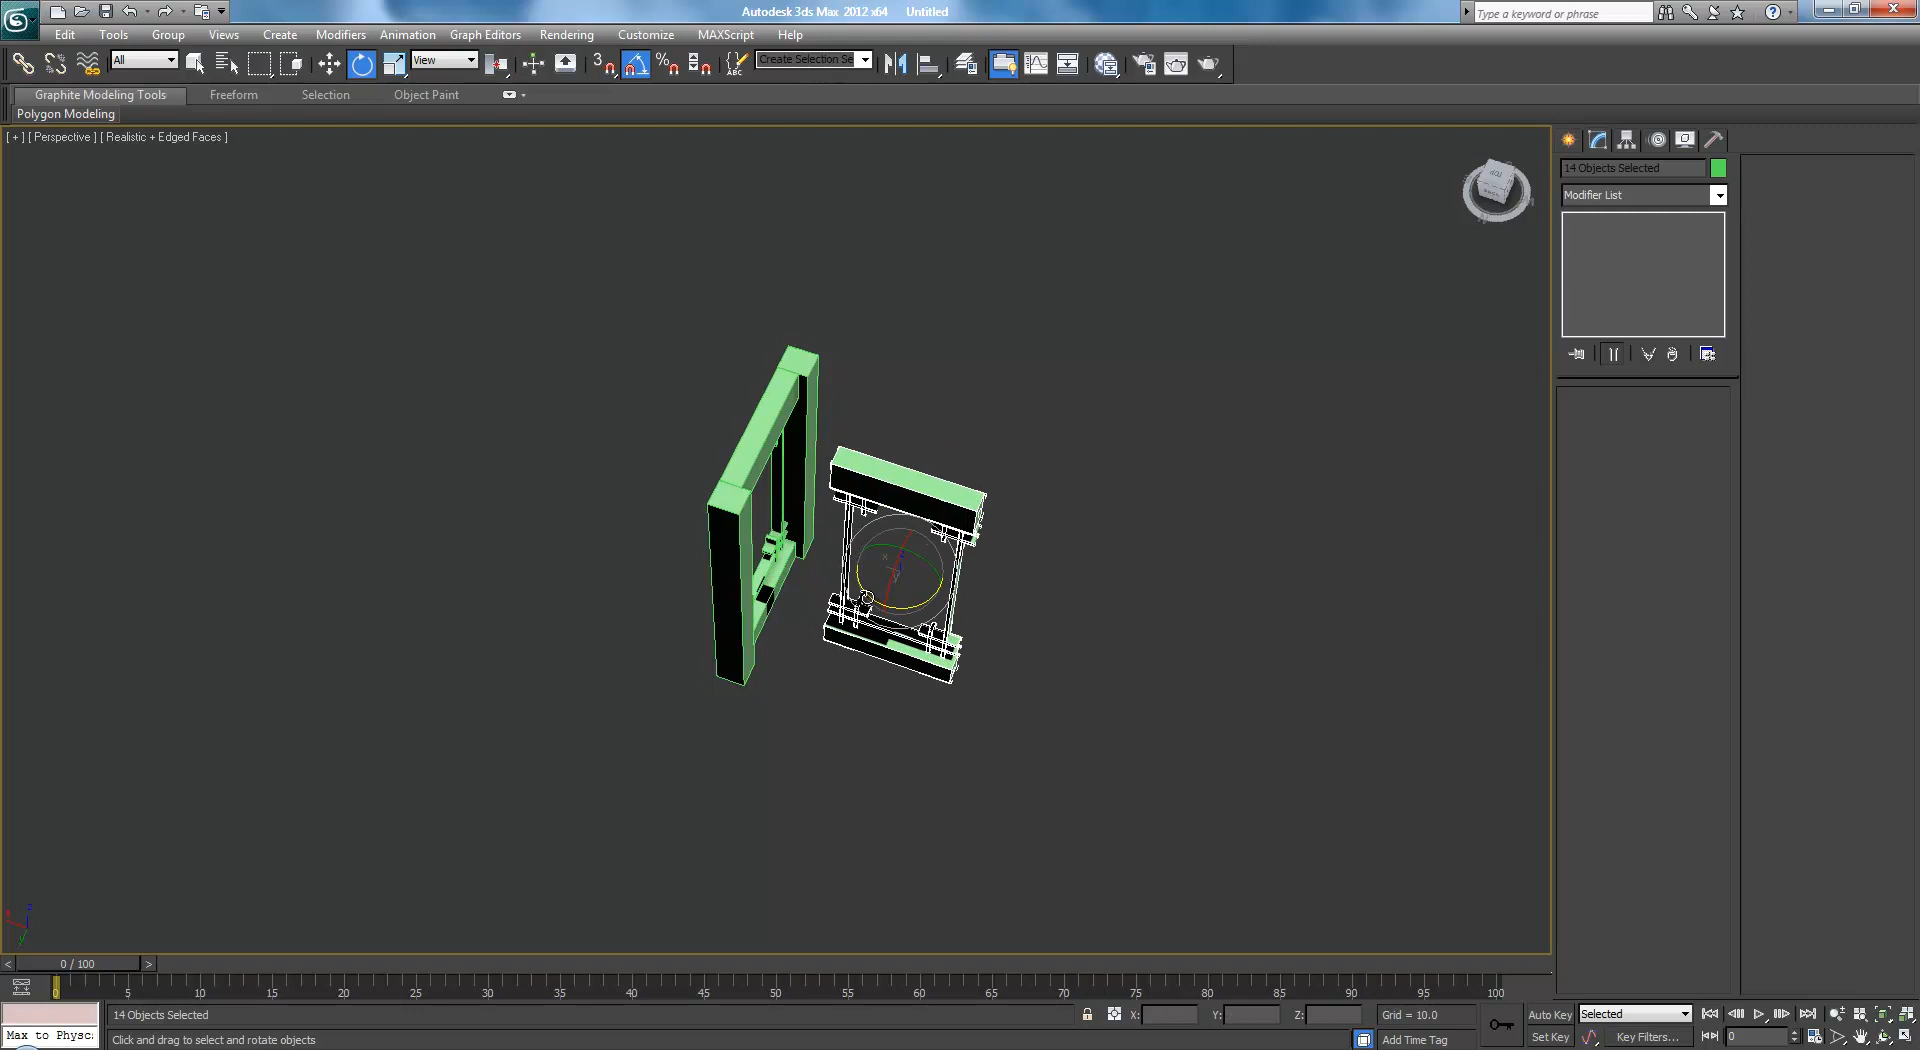 Autodesk 3ds Max 2012 x64 Untitled
Type a keyword or phrase
Edit Tools Group Views Create Modifiers Animation Graph Editors Rendering Customize MAXScript Help
All
View
3
ABC
Create Selection Se
Graphite Modeling Tools Freeform Selection Object Paint
Polygon Modeling
[ + ] [ Perspective ] [ Realistic + Edged Faces ]
TOP
14 Objects Selected
Modifier List
x
z
y
< 0 / 100 >
0 5 10 15 20 25 30 35 40 45 50 55 60 65 70 75 80 85 90 95 100
14 Objects Selected
X: Y: Z: Grid = 10.0
Auto Key Selected
Max to Physc:
Click and drag to select and rotate objects
Add Time Tag
Set Key Key Filters... 0